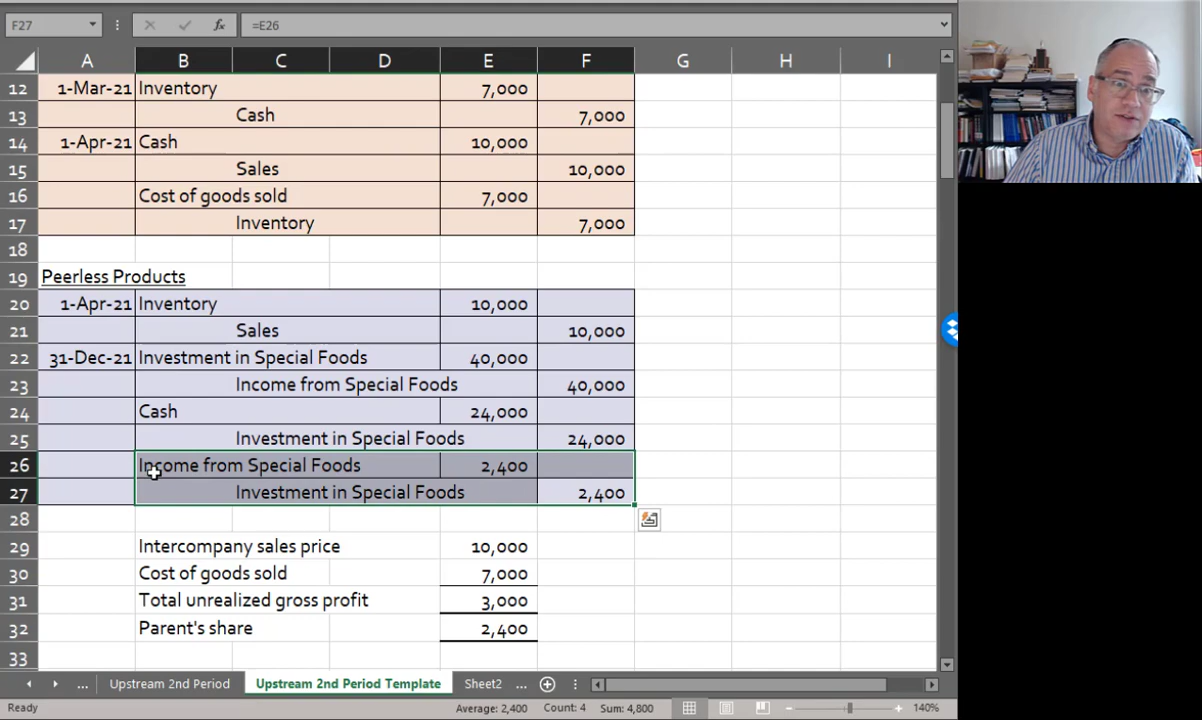 F27 =E26
A B C D E F G H I
12 1-Mar-21 Inventory 7,000
13 Cash 7,000
14 1-Apr-21 Cash 10,000
15 Sales 10,000
16 Cost of goods sold 7,000
17 Inventory 7,000
18
19 Peerless Products
20 1-Apr-21 Inventory 10,000
21 Sales 10,000
22 31-Dec-21 Investment in Special Foods 40,000
23 Income from Special Foods 40,000
24 Cash 24,000
25 Investment in Special Foods 24,000
26 Income from Special Foods 2,400
27 Investment in Special Foods 2,400
28
29 Intercompany sales price 10,000
30 Cost of goods sold 7,000
31 Total unrealized gross profit 3,000
32 Parent's share 2,400
33
... Upstream 2nd Period Upstream 2nd Period Template Sheet2 ...
Ready Average: 2,400 Count: 4 Sum: 4,800 140%